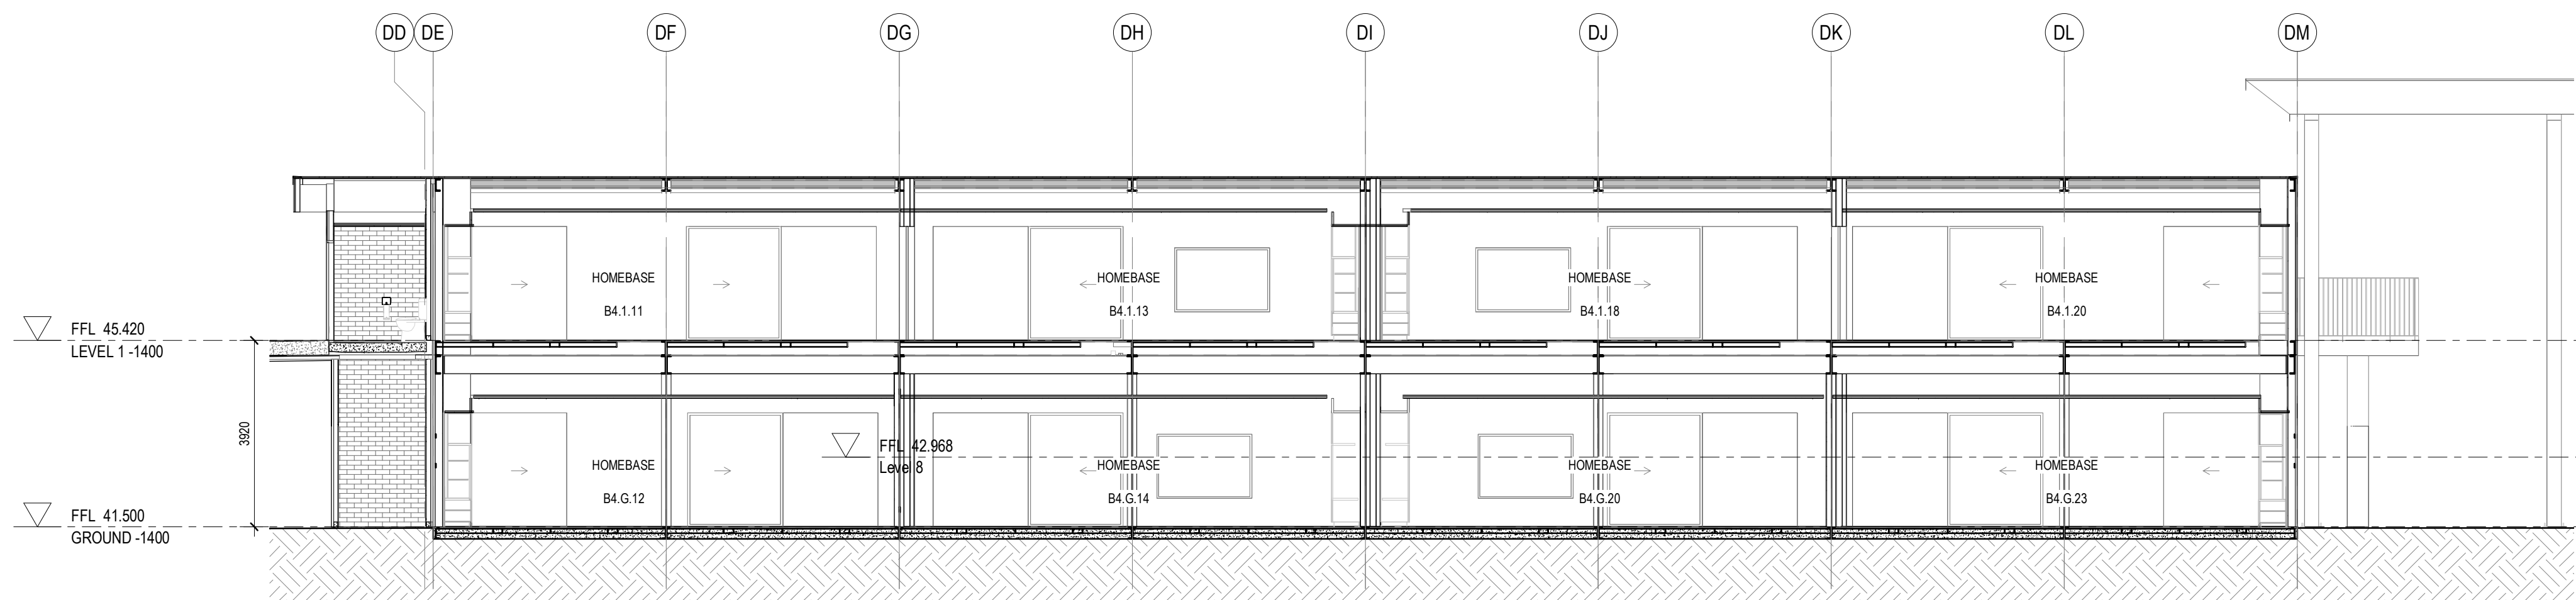 DD DE DF DG DH DI DJ DK DL DM
HOMEBASE HOMEBASE HOMEBASE HOMEBASE
B4.1.11 B4.1.13 B4.1.18 B4.1.20
FFL 45.420
LEVEL 1 -1400
3920
FFL 42.968
Level 8
HOMEBASE HOMEBASE HOMEBASE HOMEBASE
B4.G.12 B4.G.14 B4.G.20 B4.G.23
FFL 41.500
GROUND -1400